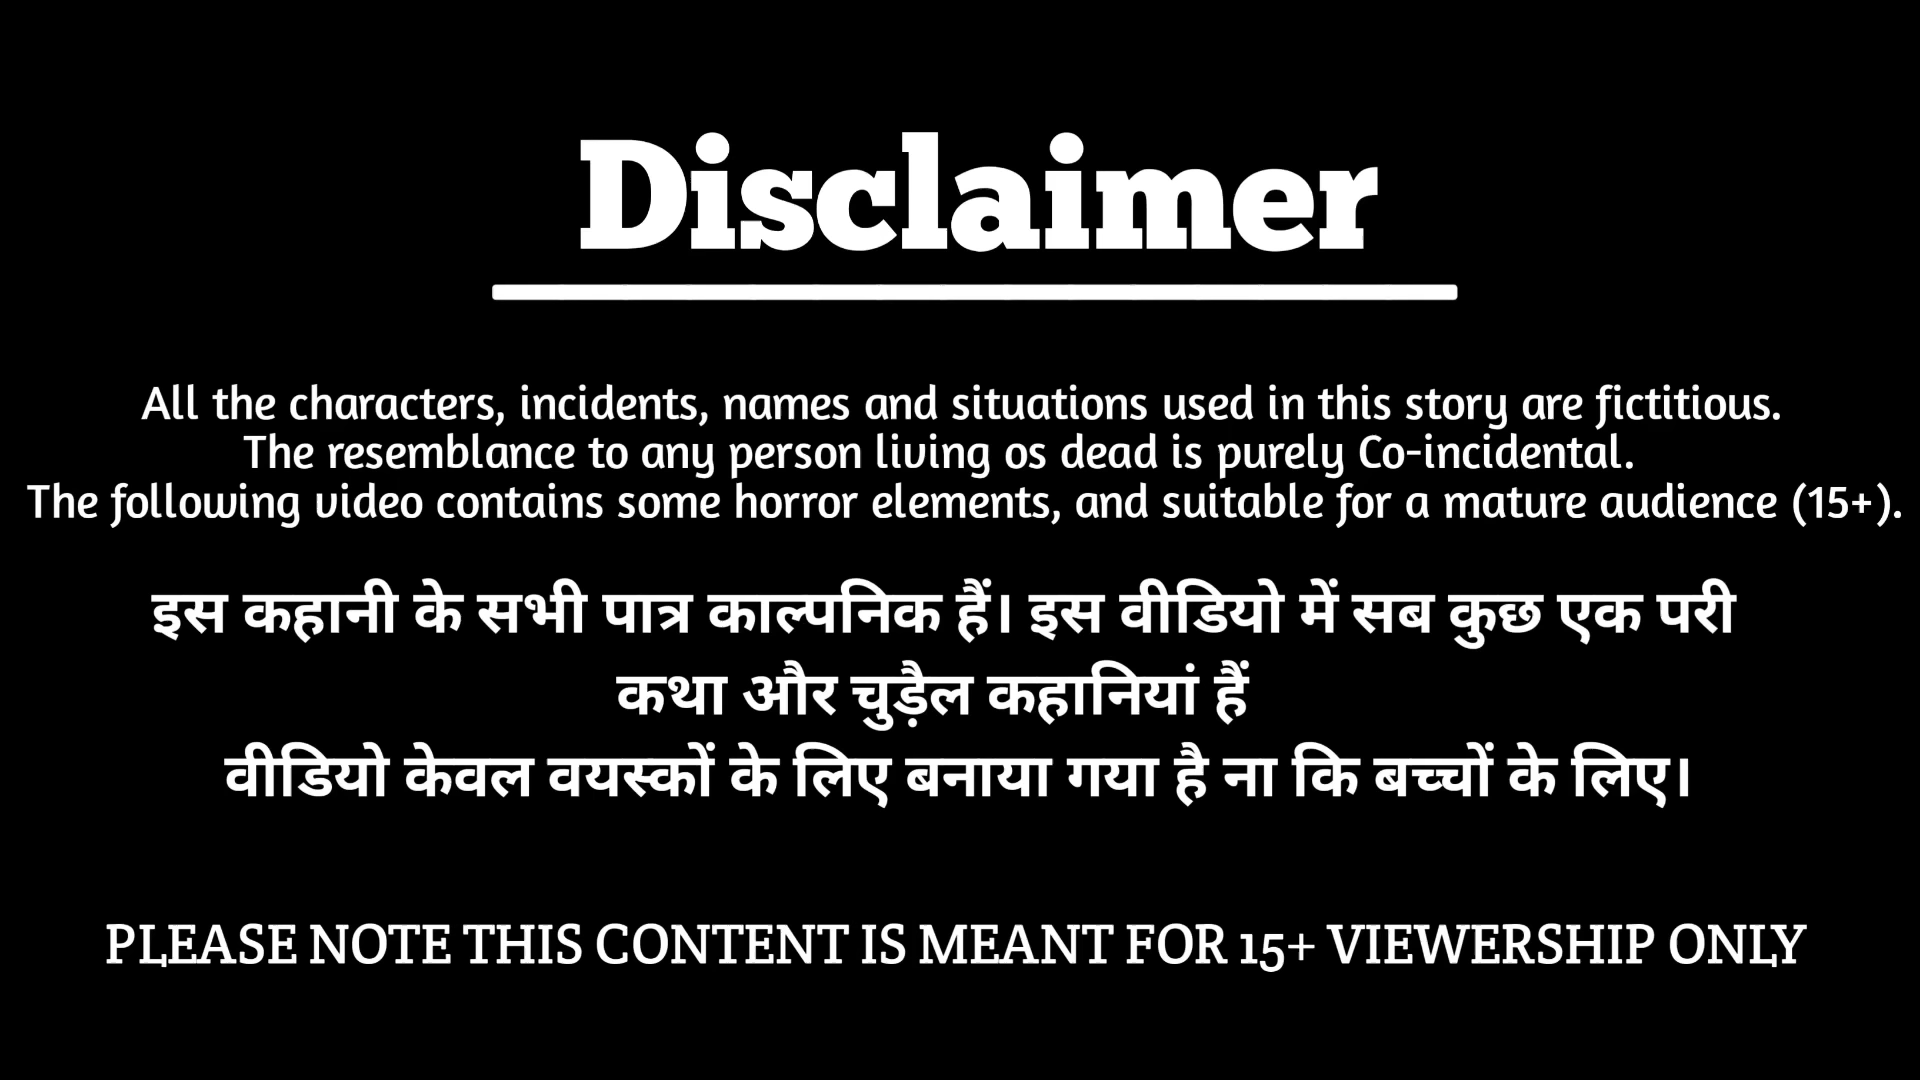 Disclaimer
All the characters, incidents, names and situations used in this story are fictitious.
The resemblance to any person living os dead is purely Co-incidental.
The following video contains some horror elements, and suitable for a mature audience (15+).
इस कहानी के सभी पात्र काल्पनिक हैं। इस वीडियो में सब कुछ एक परी
कथा और चुड़ैल कहानियां हैं
वीडियो केवल वयस्कों के लिए बनाया गया है ना कि बच्चों के लिए।
PLEASE NOTE THIS CONTENT IS MEANT FOR 15+ VIEWERSHIP ONLY